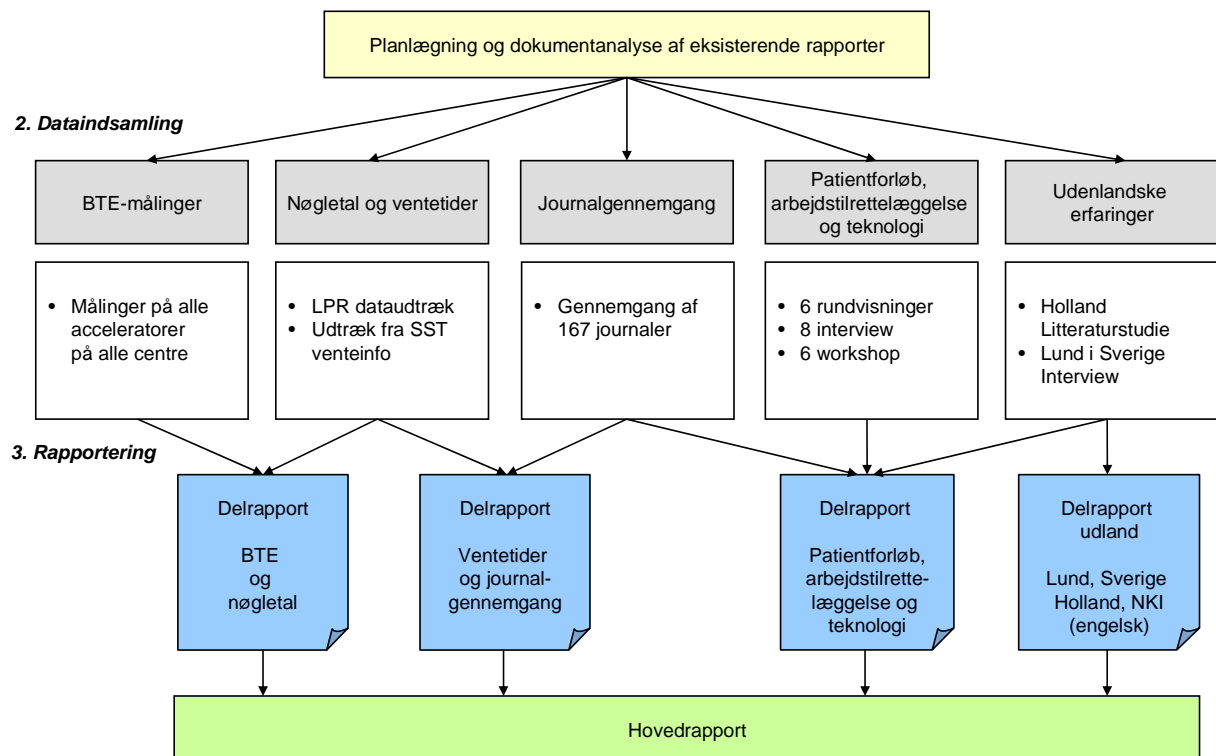 Planlægning og dokumentanalyse af eksisterende rapporter
2. Dataindsamling
BTE-målinger
Nøgletal og ventetider
Journalgennemgang
Patientforløb,
arbejdstilrettelæggelse
og teknologi
Udenlandske
erfaringer
• Målinger på alle
acceleratorer
på alle centre
• LPR dataudtræk
• Udtræk fra SST
venteinfo
• Gennemgang af
167 journaler
• 6 rundvisninger
• 8 interview
• 6 workshop
• Holland
Litteraturstudie
• Lund i Sverige
Interview
3. Rapportering
Delrapport
BTE
og
nøgletal
Delrapport
Ventetider
og journal-
gennemgang
Delrapport
Patientforløb,
arbejdstilrette-
læggelse og
teknologi
Delrapport
udland
Lund, Sverige
Holland, NKI
(engelsk)
Hovedrapport